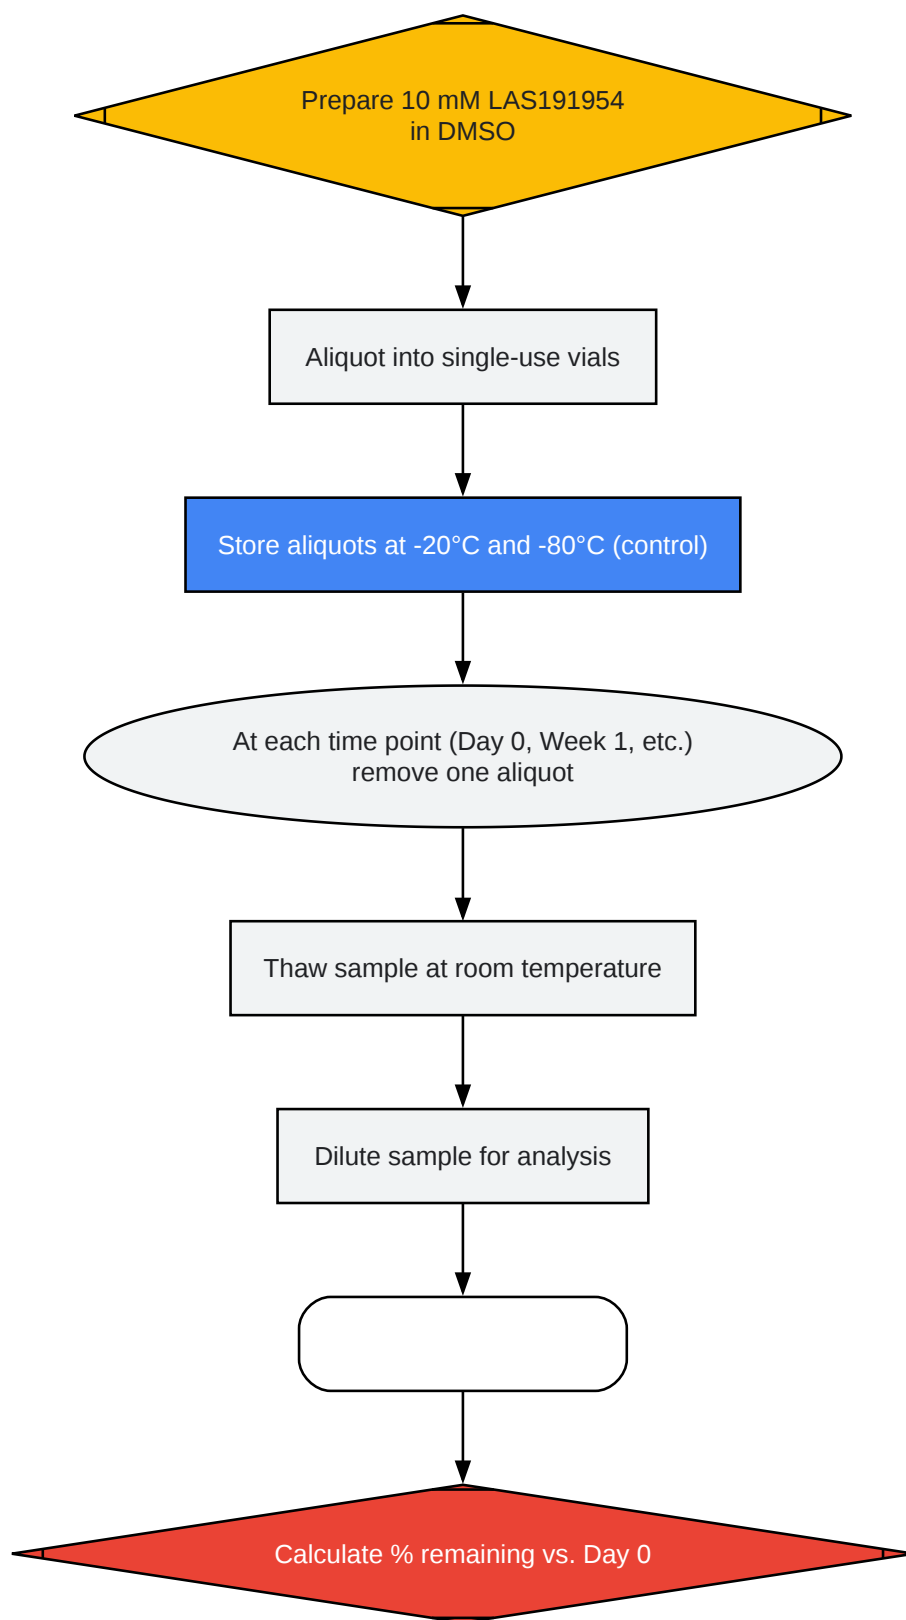 Prepare 10 mM LAS191954
in DMSO
Aliquot into single-use vials
Store aliquots at -20°C and -80°C (control)
At each time point (Day 0, Week 1, etc.)
remove one aliquot
Thaw sample at room temperature
Dilute sample for analysis
Calculate % remaining vs. Day 0